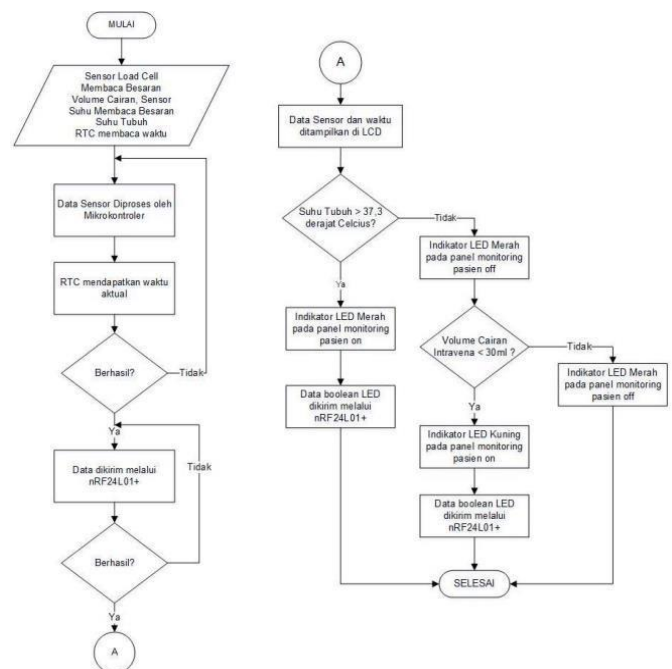 MULAI
Sensor Load Cell
Membaca Besaran
Volume Cairan, Sensor
Suhu Membaca Besaran
Suhu Tubuh
RTC membaca waktu
Data Sensor Diproses oleh
Mikrokontroler
RTC mendapatkan waktu
aktual
Berhasil?
Tidak
Ya
Data dikirim melalui
nRF24L01+
Tidak
Berhasil?
Ya
A
A
Data Sensor dan waktu
ditampilkan di LCD
Suhu Tubuh > 37,3
derajat Celcius?
Tidak
Ya
Indikator LED Merah
pada panel monitoring
pasien on
Data boolean LED
dikirim melalui
nRF24L01+
Indikator LED Merah
pada panel monitoring
pasien off
Volume Cairan
Intravena < 30ml ?
Tidak
Ya
Indikator LED Merah
pada panel monitoring
pasien off
Indikator LED Kuning
pada panel monitoring
pasien on
Data boolean LED
dikirim melalui
nRF24L01+
SELESAI